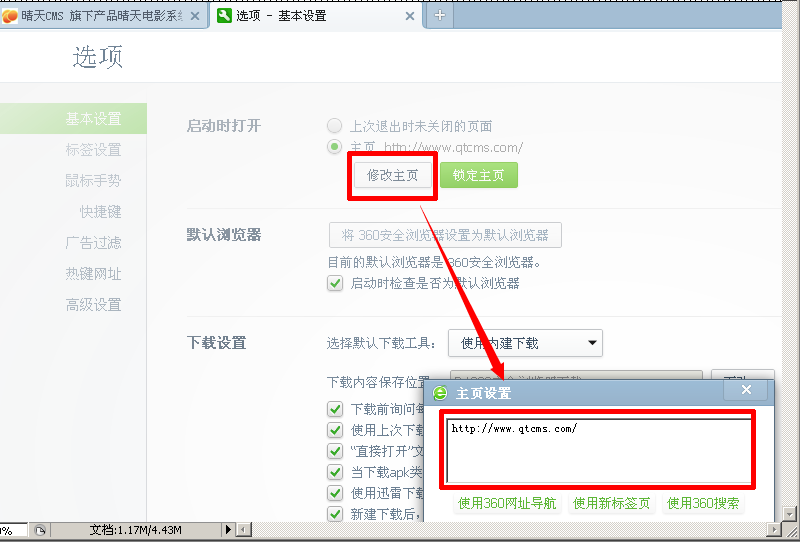 晴天CMS 旗下产品晴天电影系统
选项 - 基本设置
选项
基本设置
标签设置
鼠标手势
快捷键
广告过滤
热键网址
高级设置
启动时打开
上次退出时未关闭的页面
主页 http://www.qtcms.com/
修改主页
锁定主页
默认浏览器
将 360安全浏览器设置为默认浏览器
目前的默认浏览器是 360安全浏览器。
启动时检查是否为默认浏览器
下载设置
选择默认下载工具:
使用内建下载
下载内容保存位置
下载前询问每
使用上次下载
“直接打开”文
当下载apk类
使用迅雷下载
新建下载后,
主页设置
http://www.qtcms.com/
使用360网址导航
使用新标签页
使用360搜索
文档:1.17M/4.43M